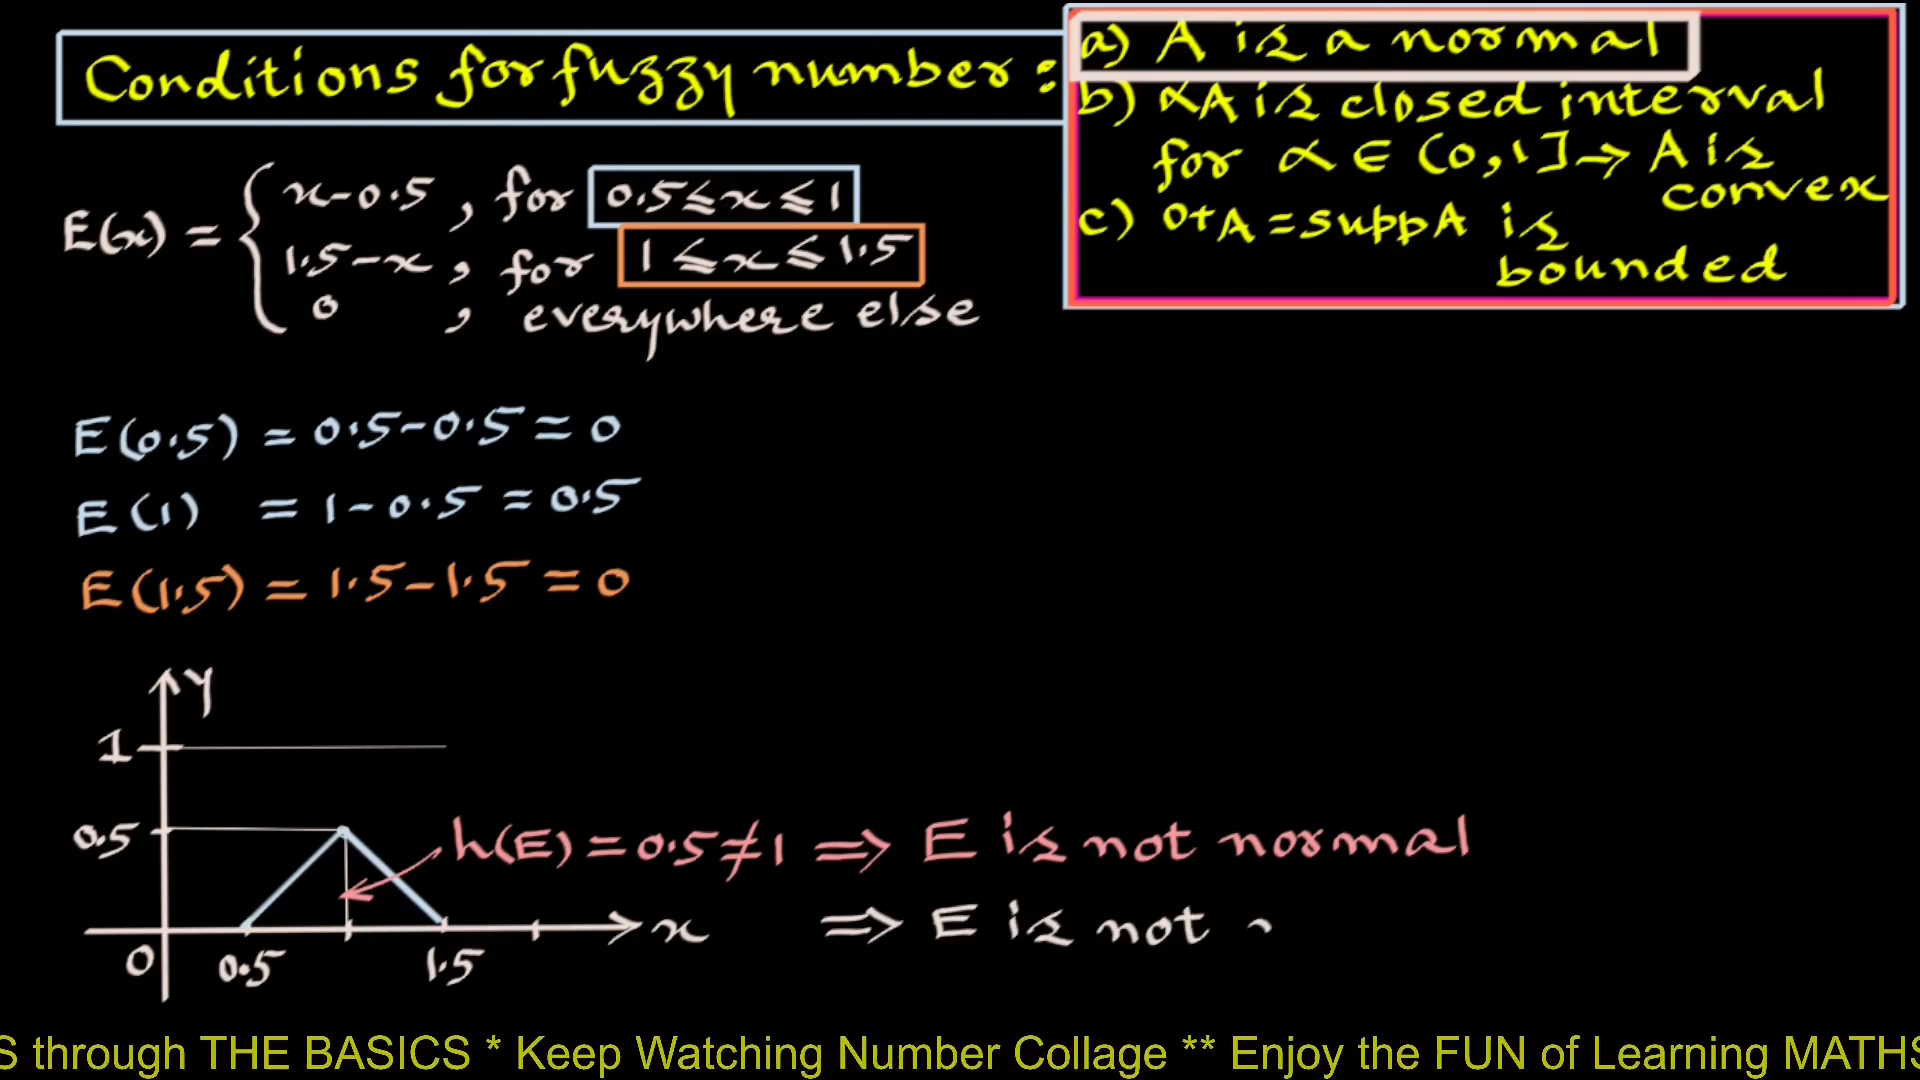 Conditions for fuzzy number :
a) A is a normal
b) αA is closed interval
for α ∈ (0,1] → A is
convex
c) 0+A = supp A is
bounded
E(x) = { x-0.5 , for 0.5 ≤ x ≤ 1
1.5-x , for 1 ≤ x ≤ 1.5
0 , everywhere else
E(0.5) = 0.5-0.5 = 0
E(1) = 1-0.5 = 0.5
E(1.5) = 1.5-1.5 = 0
Y
1
0.5
h(E) = 0.5 ≠ 1 ⇒ E is not normal
x ⇒ E is not
0 0.5 1.5
S through THE BASICS * Keep Watching Number Collage ** Enjoy the FUN of Learning MATHS